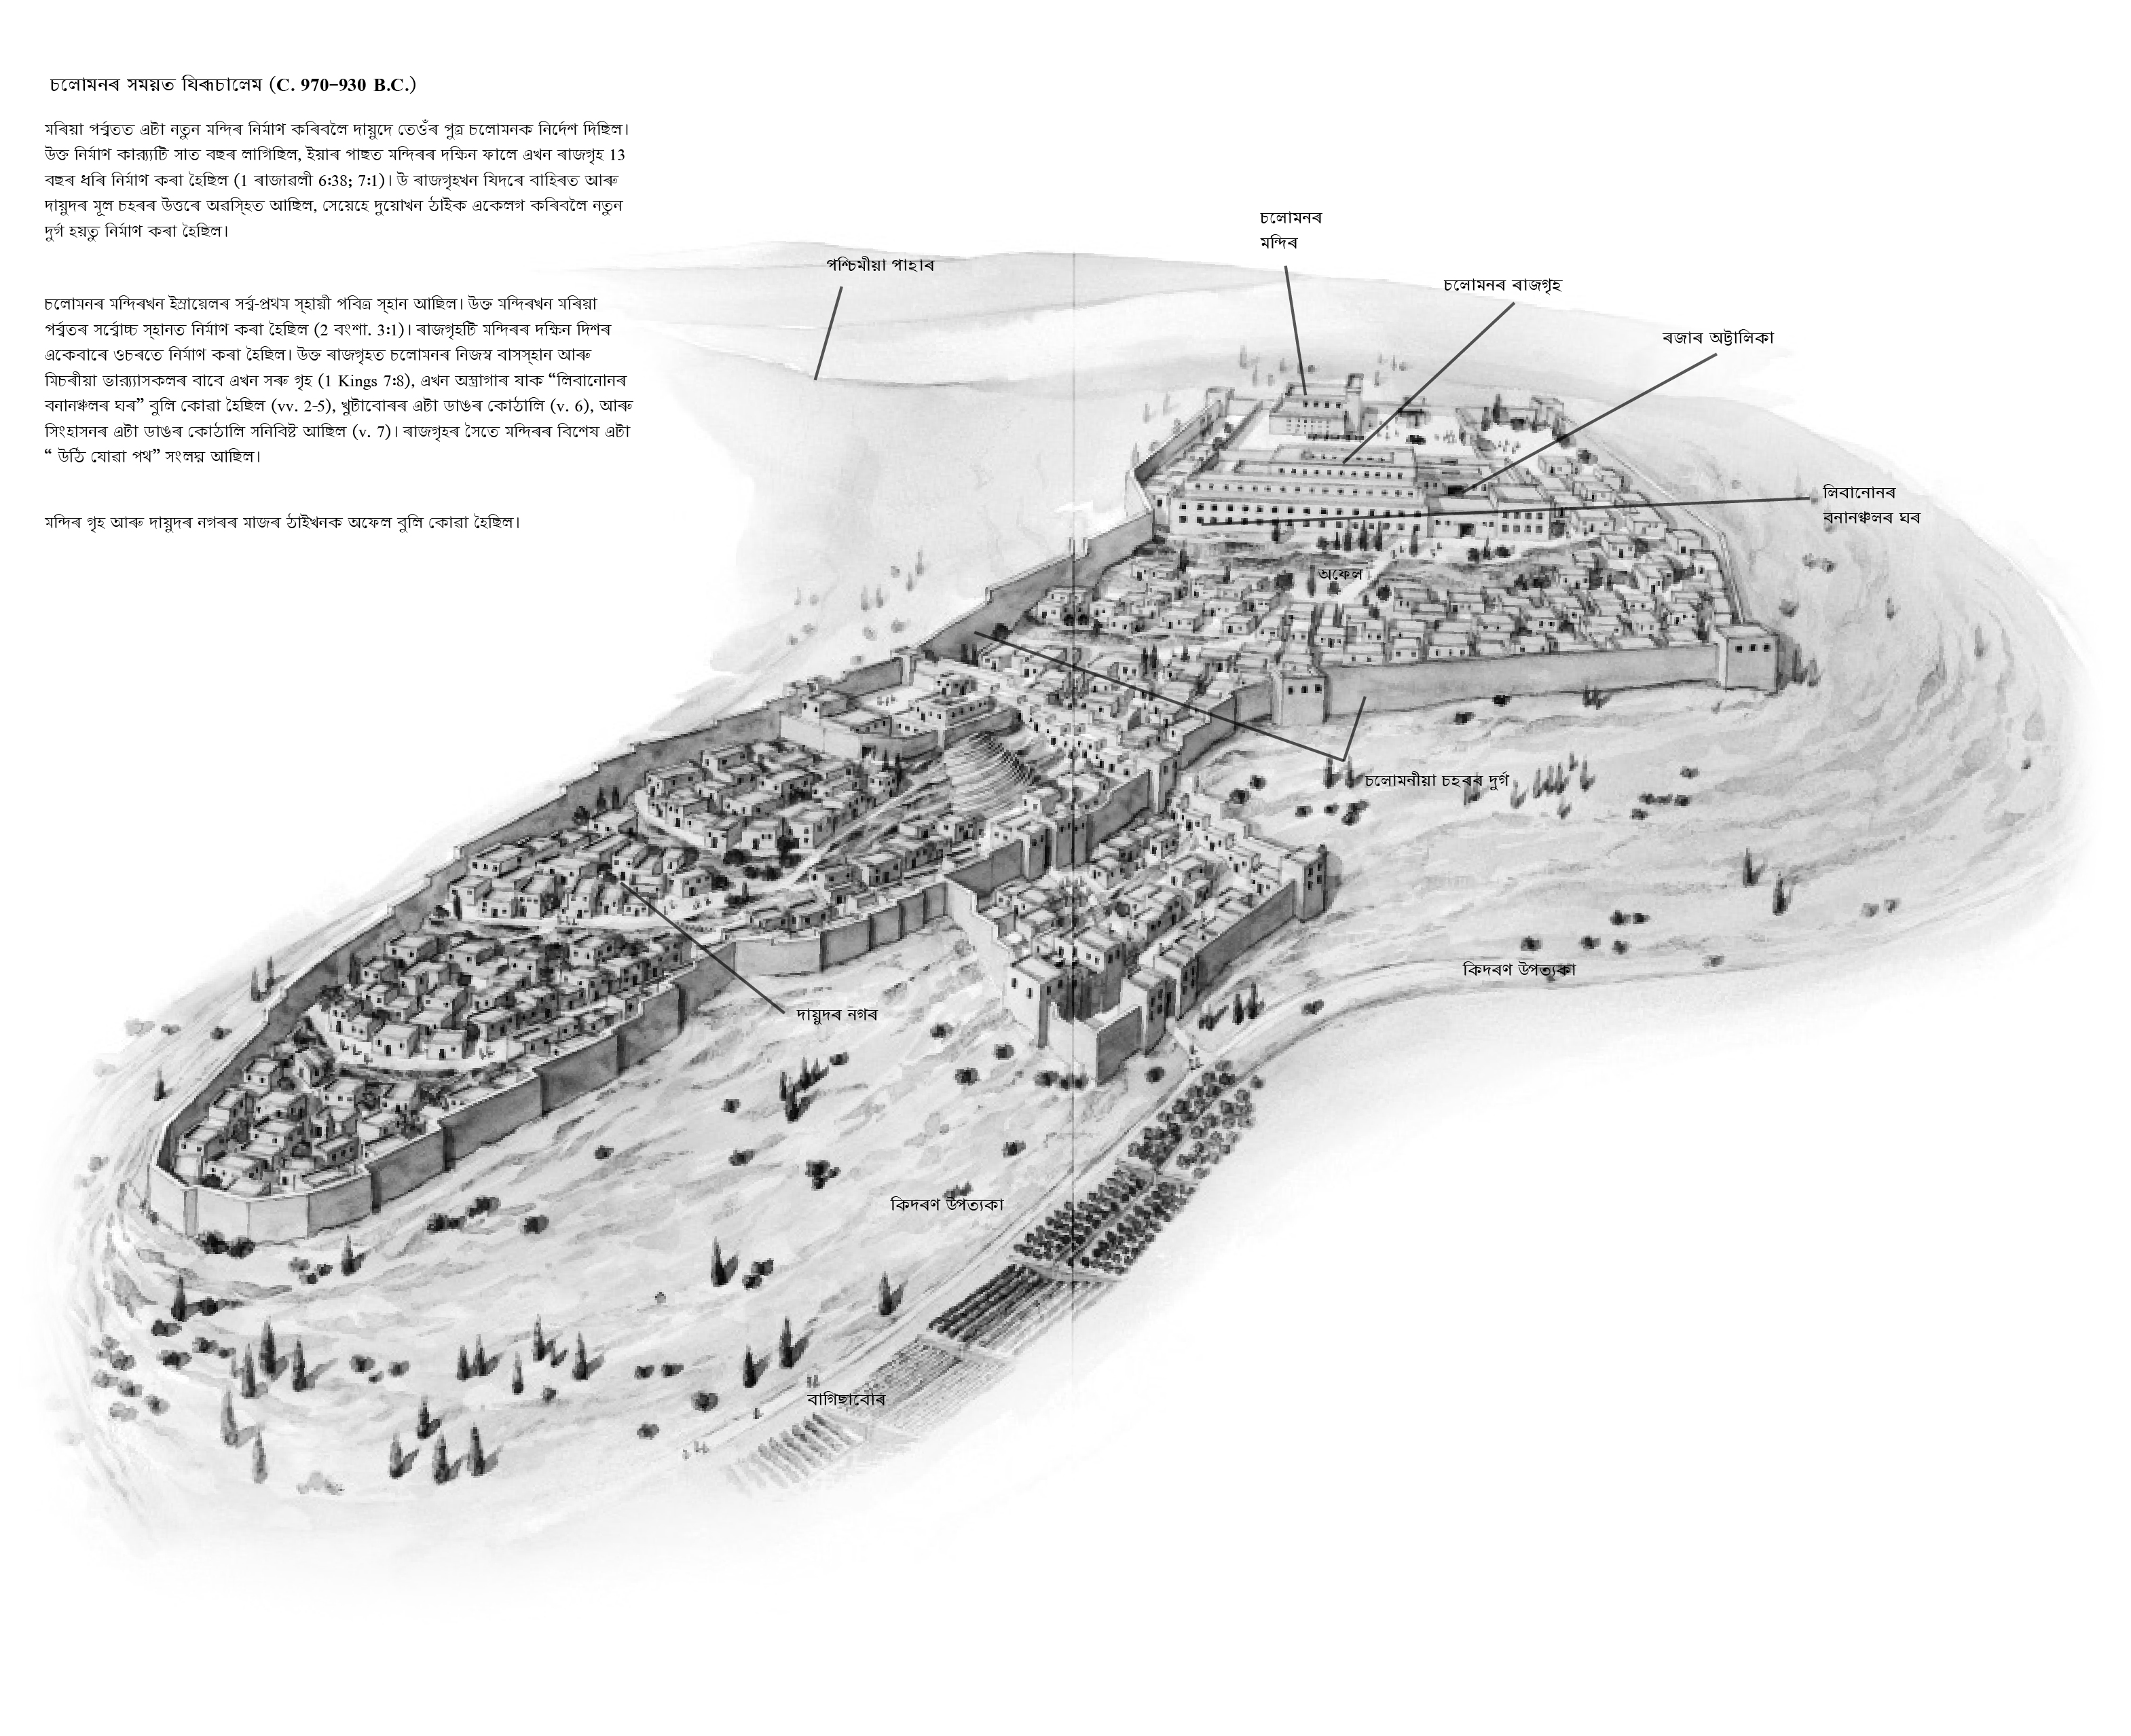 চলোমনৰ সময়ত যিৰূচালেম (C. 970–930 B.C.)
মৰিয়া পৰ্ব্বতত এটা নতুন মন্দিৰ নিৰ্মাণ কৰিবলৈ দায়ুদে তেওঁৰ পুত্ৰ চলোমনক নিৰ্দেশ দিছিল।
উক্ত নিৰ্মাণ কাৰ্য্যটি সাত বছৰ লাগিছিল, ইয়াৰ পাছত মন্দিৰৰ দক্ষিন ফালে এখন ৰাজগৃহ 13
বছৰ ধৰি নিৰ্মাণ কৰা হৈছিল (1 ৰাজাৱলী 6:38; 7:1)। উ ৰাজগৃহখন যিদৰে বাহিৰত আৰু
দায়ুদৰ মূল চহৰৰ উত্তৰে অৱস্হিত আছিল, সেয়েহে দুয়োখন ঠাইক একেলগ কৰিবলৈ নতুন
দুৰ্গ হয়তু নিৰ্মাণ কৰা হৈছিল।
চলোমনৰ মন্দিৰখন ইস্ৰায়েলৰ সৰ্ব্ব-প্ৰথম স্হায়ী পবিত্ৰ স্হান আছিল। উক্ত মন্দিৰখন মৰিয়া
পৰ্ব্বতৰ সৰ্ব্বোচ্চ স্হানত নিৰ্মাণ কৰা হৈছিল (2 বংশা. 3:1)। ৰাজগৃহটি মন্দিৰৰ দক্ষিন দিশৰ
একেবাৰে ওচৰতে নিৰ্মাণ কৰা হৈছিল। উক্ত ৰাজগৃহত চলোমনৰ নিজস্ব বাসস্হান আৰু
মিচৰীয়া ভাৰ্য্যাসকলৰ বাবে এখন সৰু গৃহ (1 Kings 7:8), এখন অস্ত্ৰাগাৰ যাক “লিবানোনৰ
বনানঞ্চলৰ ঘৰ” বুলি কোৱা হৈছিল (vv. 2-5), খুটাবোৰৰ এটা ডাঙৰ কোঠালি (v. 6), আৰু
সিংহাসনৰ এটা ডাঙৰ কোঠালি সনিবিষ্ট আছিল (v. 7)। ৰাজগৃহৰ সৈতে মন্দিৰৰ বিশেষ এটা
“ উঠি যোৱা পথ” সংলগ্ন আছিল।
মন্দিৰ গৃহ আৰু দায়ুদৰ নগৰৰ মাজৰ ঠাইখনক অফেল বুলি কোৱা হৈছিল।
চলোমনৰ
মন্দিৰ
পশ্চিমীয়া পাহাৰ
চলোমনৰ ৰাজগৃহ
ৰজাৰ অট্টালিকা
লিবানোনৰ
বনানঞ্চলৰ ঘৰ
অফেল
চলোমনীয়া চহৰৰ দুৰ্গ
কিদৰণ উপত্যকা
দায়ুদৰ নগৰ
কিদৰণ উপত্যকা
বাগিছাবোৰ